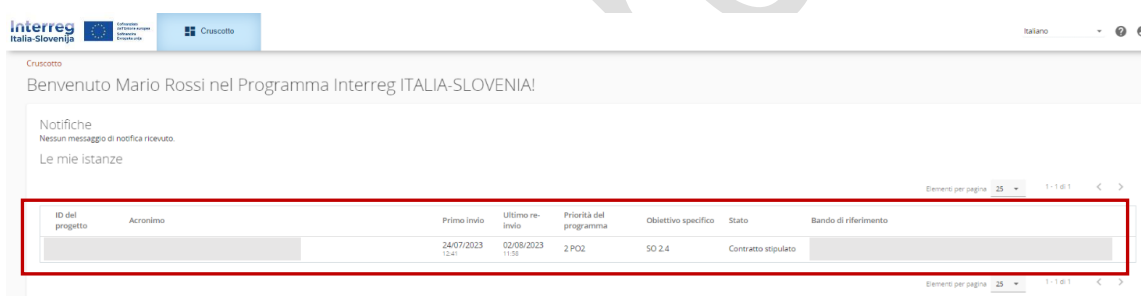 Interreg
Italia-Slovenija
Cruscotto
Italiano
Cruscotto
Benvenuto Mario Rossi nel Programma Interreg ITALIA-SLOVENIA!
Notifiche
Nessun messaggio di notifica ricevuto.
Le mie istanze
Elementi per pagina 25 1 - 1 di 1
ID del progetto Acronimo Primo invio Ultimo re-invio Priorità del programma Obiettivo specifico Stato Bando di riferimento
24/07/2023 02/08/2023 2 PO2 SO 2.4 Contratto stipulato
12:41 11:58
Elementi per pagina 25 1 - 1 di 1